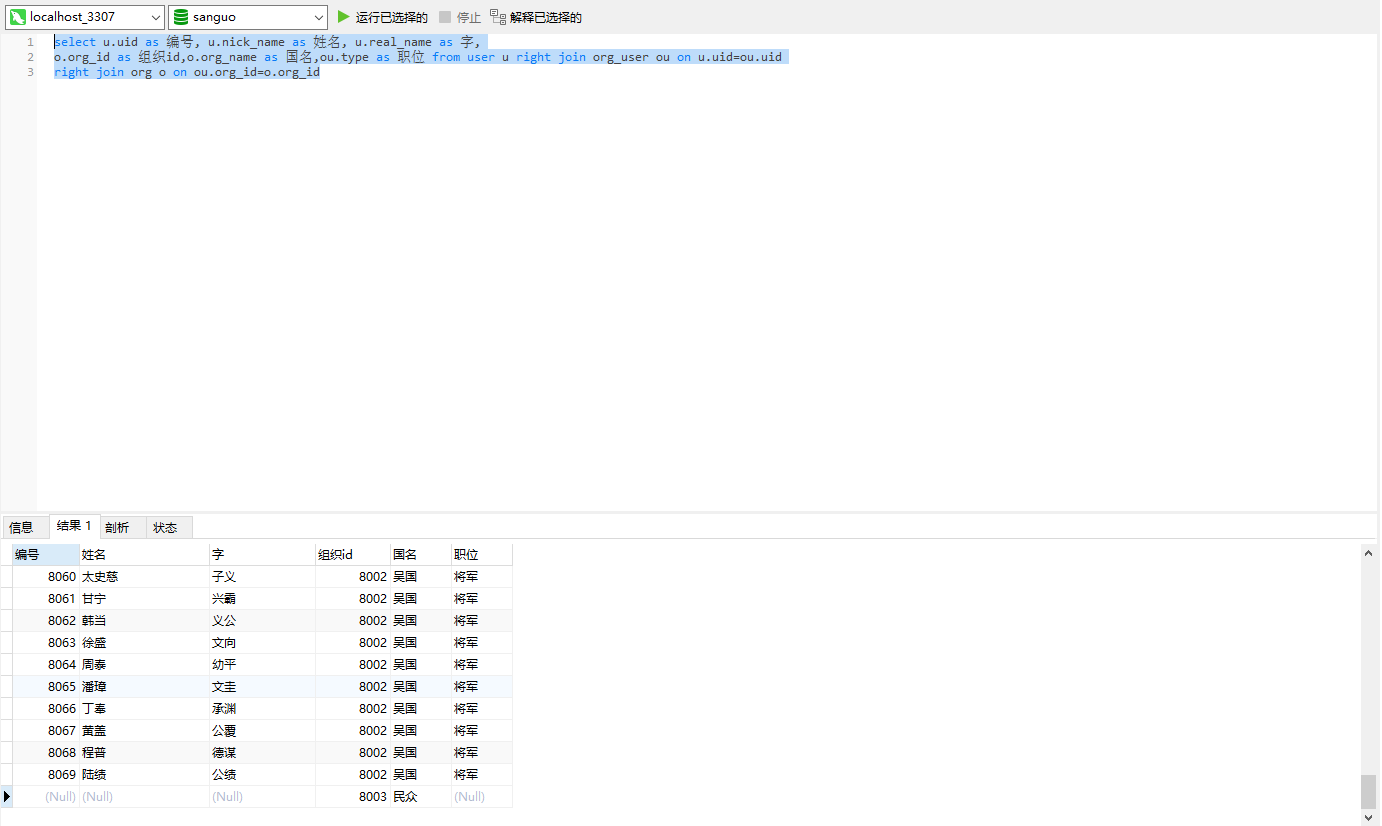 localhost_3307 sanguo 运行已选择的 停止 解释已选择的
1 select u.uid as 编号, u.nick_name as 姓名, u.real_name as 字,
2 o.org_id as 组织id,o.org_name as 国名,ou.type as 职位 from user u right join org_user ou on u.uid=ou.uid
3 right join org o on ou.org_id=o.org_id
信息 结果 1 剖析 状态
编号 姓名 字 组织id 国名 职位
8060 太史慈 子义 8002 吴国 将军
8061 甘宁 兴霸 8002 吴国 将军
8062 韩当 义公 8002 吴国 将军
8063 徐盛 文向 8002 吴国 将军
8064 周泰 幼平 8002 吴国 将军
8065 潘璋 文圭 8002 吴国 将军
8066 丁奉 承渊 8002 吴国 将军
8067 黄盖 公覆 8002 吴国 将军
8068 程普 德谋 8002 吴国 将军
8069 陆绩 公绩 8002 吴国 将军
(Null) (Null) (Null) 8003 民众 (Null)